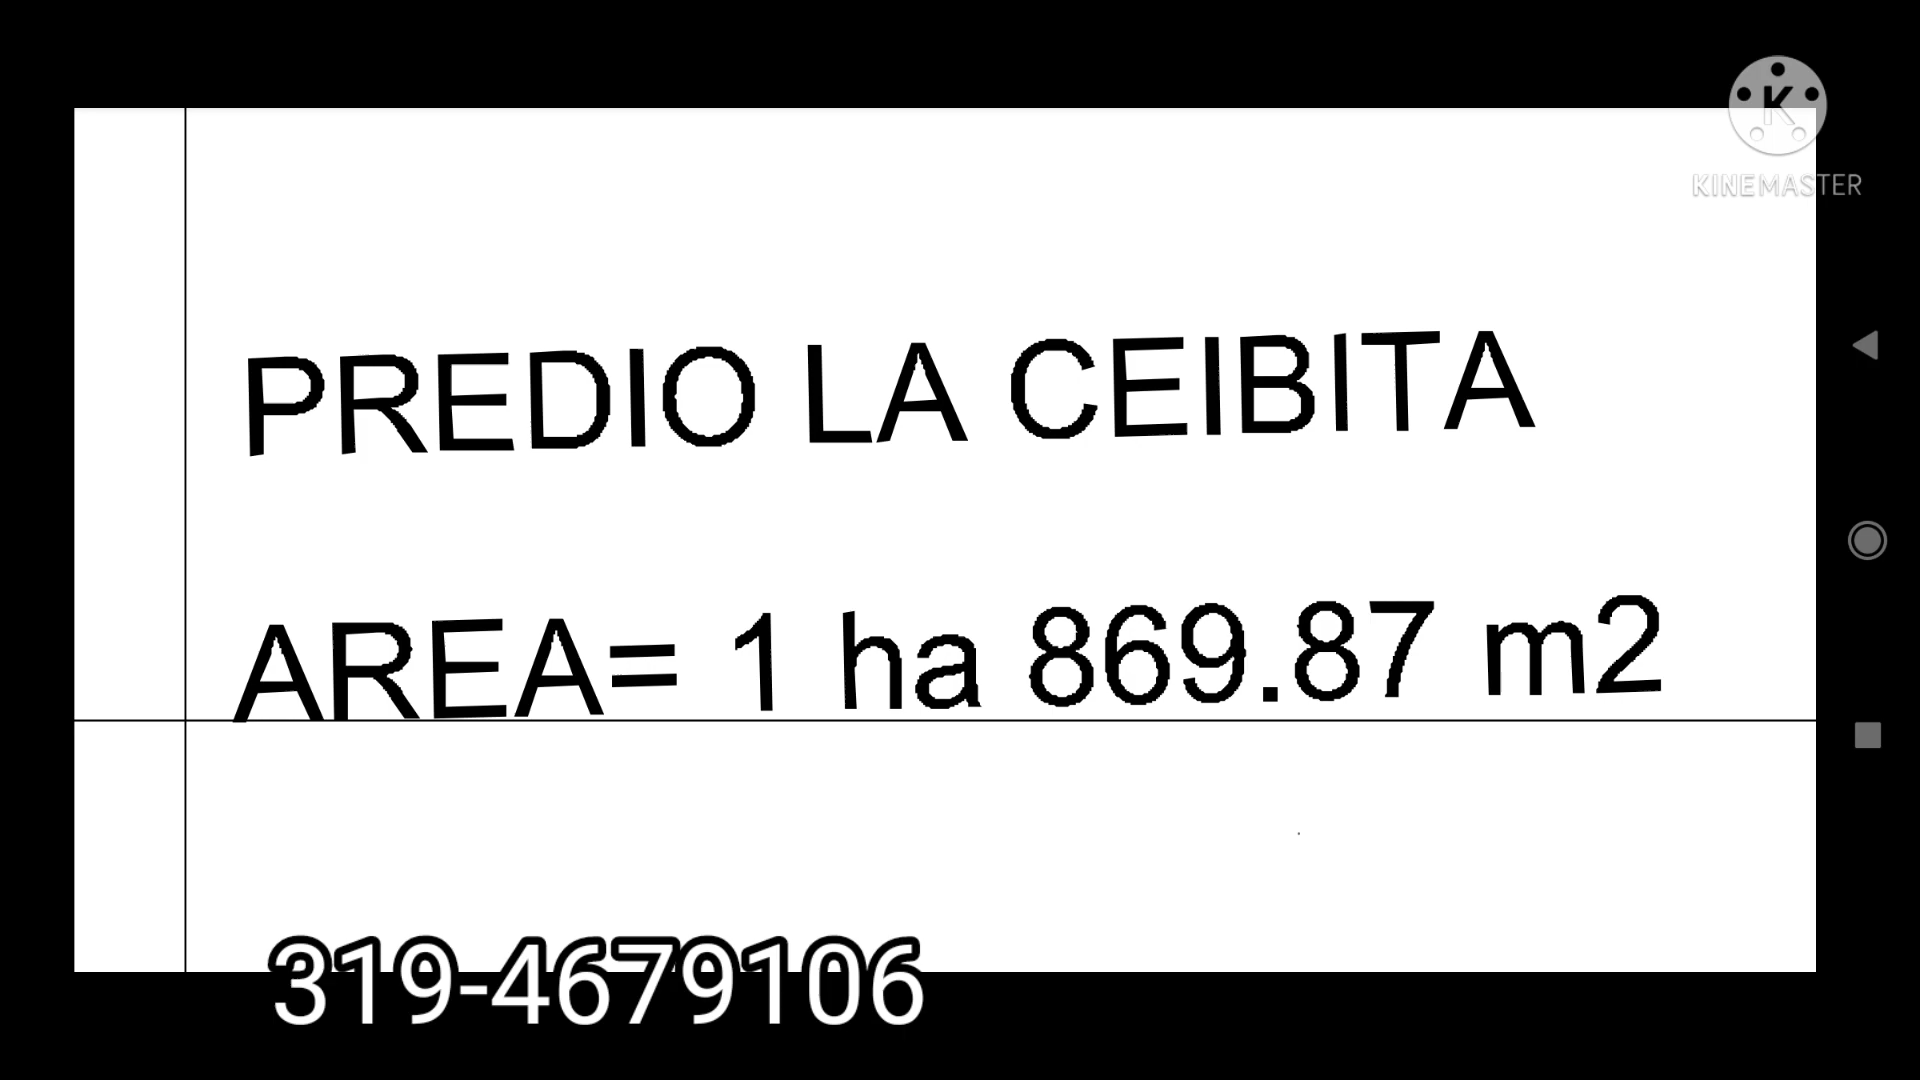 K
KINEMASTER
PREDIO LA CEIBITA
AREA= 1 ha 869.87 m2
319-4679106